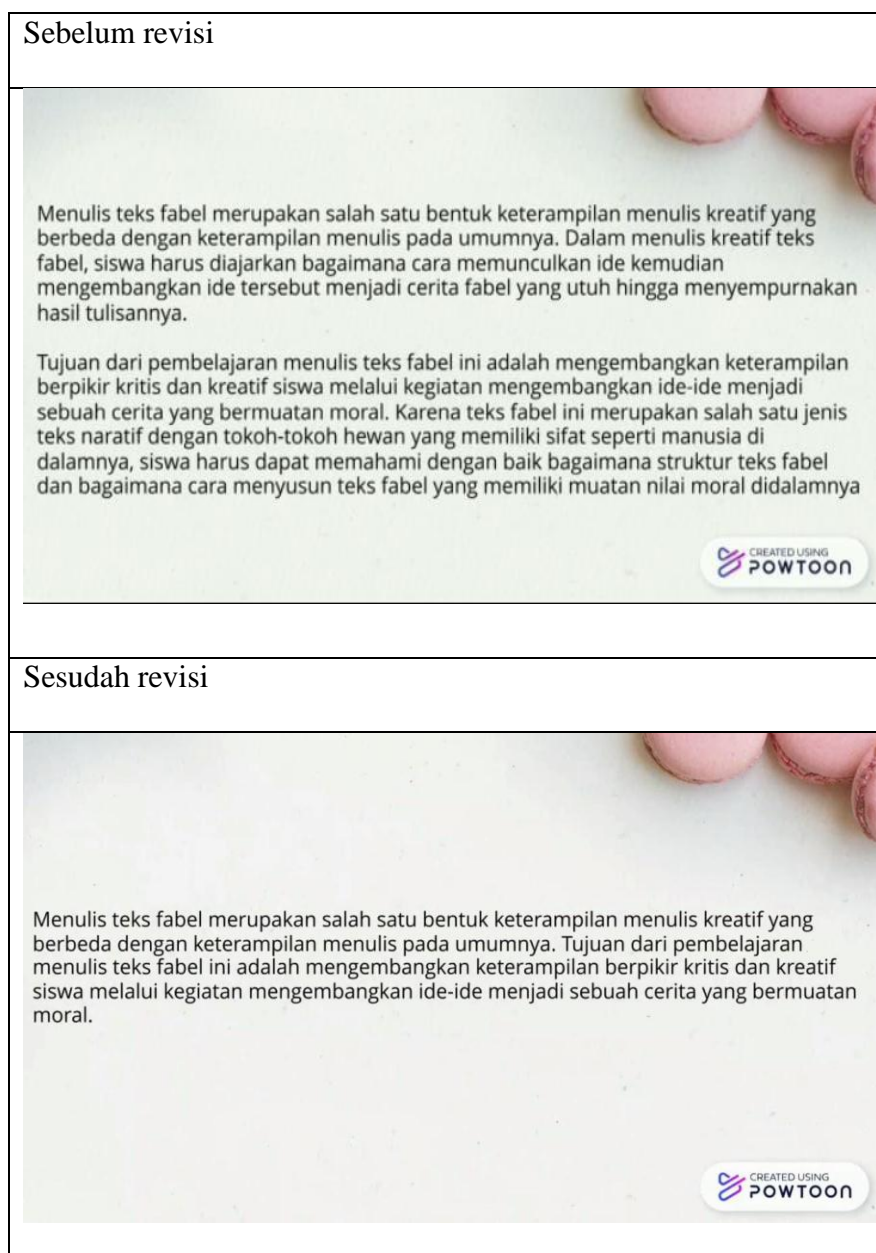 Sebelum revisi
Menulis teks fabel merupakan salah satu bentuk keterampilan menulis kreatif yang
berbeda dengan keterampilan menulis pada umumnya. Dalam menulis kreatif teks
fabel, siswa harus diajarkan bagaimana cara memunculkan ide kemudian
mengembangkan ide tersebut menjadi cerita fabel yang utuh hingga menyempurnakan
hasil tulisannya.
Tujuan dari pembelajaran menulis teks fabel ini adalah mengembangkan keterampilan
berpikir kritis dan kreatif siswa melalui kegiatan mengembangkan ide-ide menjadi
sebuah cerita yang bermuatan moral. Karena teks fabel ini merupakan salah satu jenis
teks naratif dengan tokoh-tokoh hewan yang memiliki sifat seperti manusia di
dalamnya, siswa harus dapat memahami dengan baik bagaimana struktur teks fabel
dan bagaimana cara menyusun teks fabel yang memiliki muatan nilai moral didalamnya
CREATED USING
POWTOON
Sesudah revisi
Menulis teks fabel merupakan salah satu bentuk keterampilan menulis kreatif yang
berbeda dengan keterampilan menulis pada umumnya. Tujuan dari pembelajaran
menulis teks fabel ini adalah mengembangkan keterampilan berpikir kritis dan kreatif
siswa melalui kegiatan mengembangkan ide-ide menjadi sebuah cerita yang bermuatan
moral.
CREATED USING
POWTOON